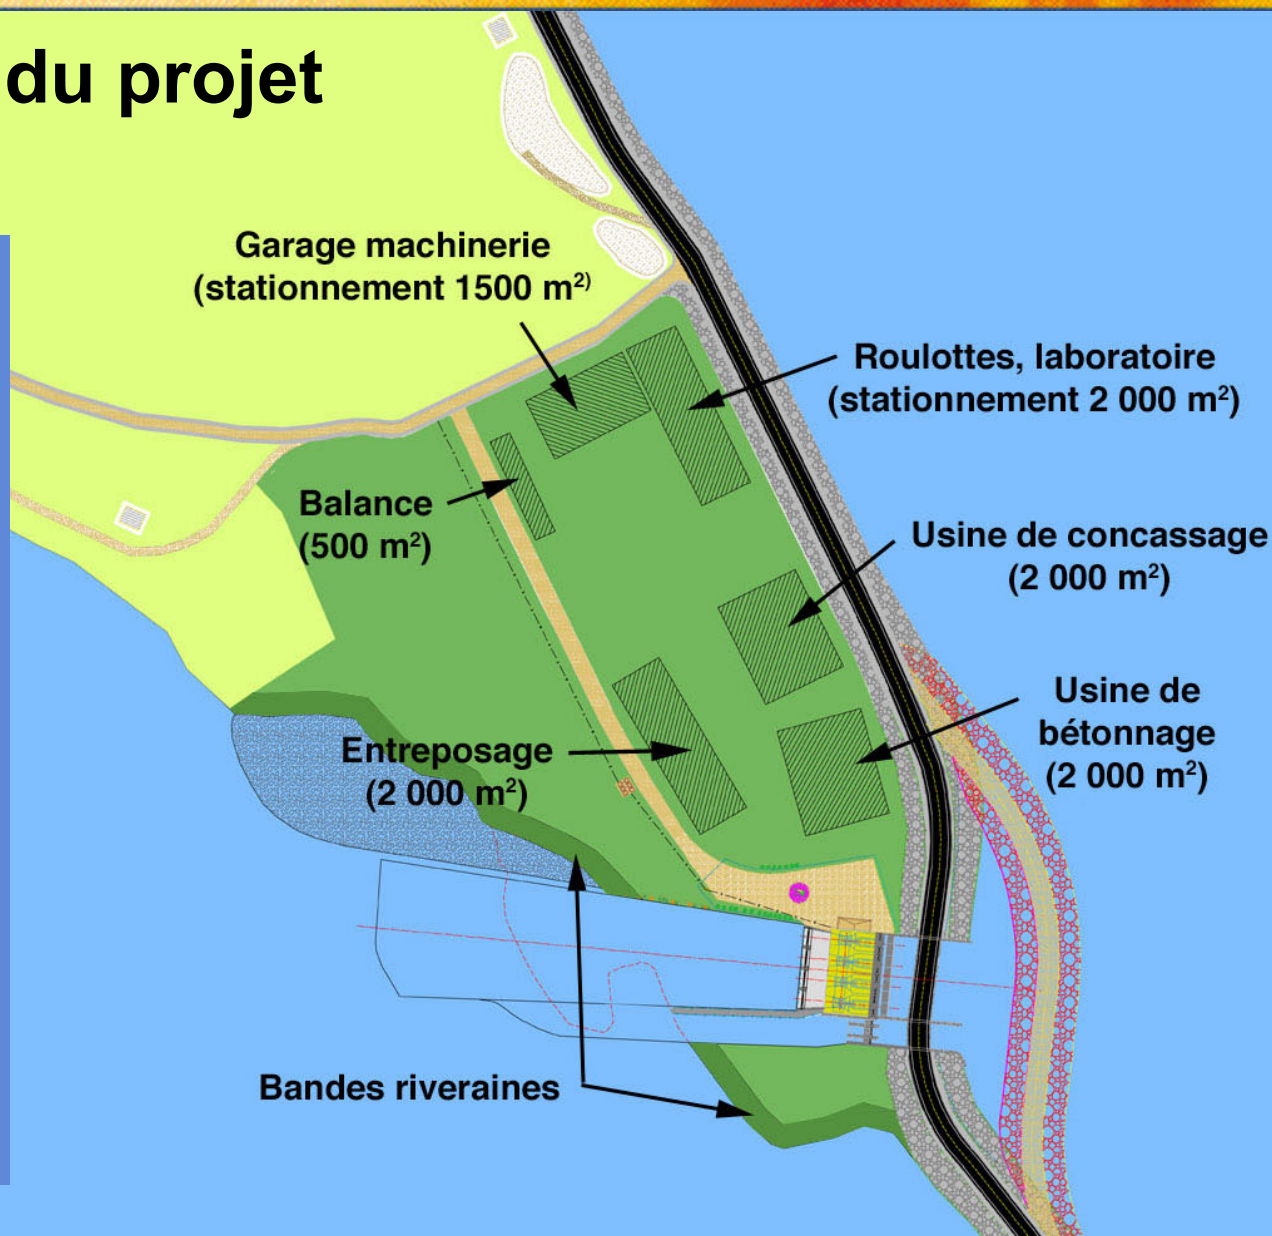 du projet
Garage machinerie
(stationnement 1500 m²⁾
Roulottes, laboratoire
(stationnement 2 000 m²)
Balance
(500 m²)
Usine de concassage
(2 000 m²)
Usine de
bétonnage
(2 000 m²)
Entreposage
(2 000 m²)
Bandes riveraines